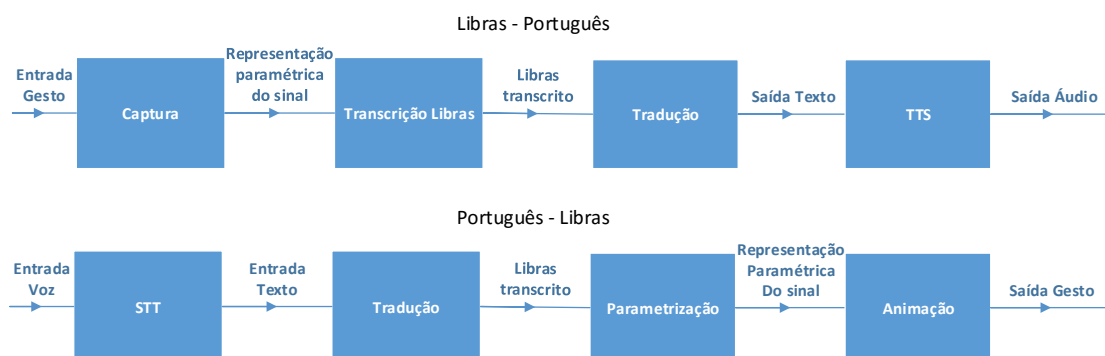 Libras - Português
Entrada
Gesto
Captura
Representação
paramétrica
do sinal
Transcrição Libras
Libras
transcrito
Tradução
Saída Texto
TTS
Saída Áudio
Português - Libras
Entrada
Voz
STT
Entrada
Texto
Tradução
Libras
transcrito
Parametrização
Representação
Paramétrica
Do sinal
Animação
Saída Gesto